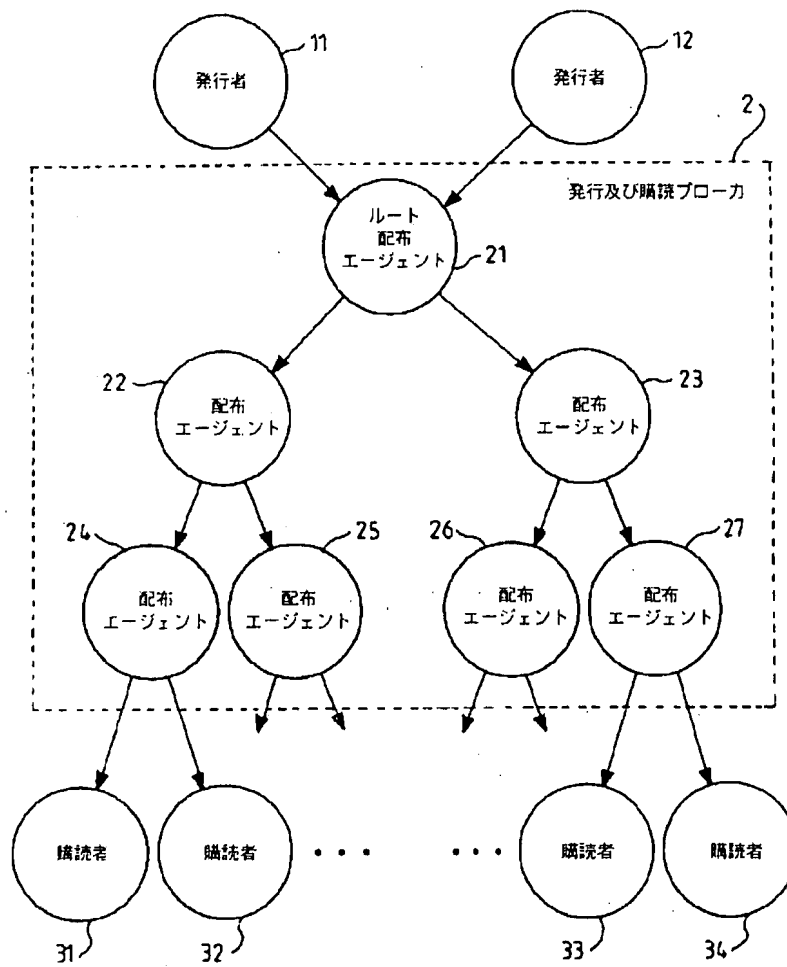 11
発行者
12
発行者
2
発行及び購読ブローカ
ルート
配布
エージェント
21
22
配布
エージェント
23
配布
エージェント
24
配布
エージェント
25
配布
エージェント
26
配布
エージェント
27
配布
エージェント
購読者
購読者
・・・
・・・
購読者
購読者
31
32
33
34